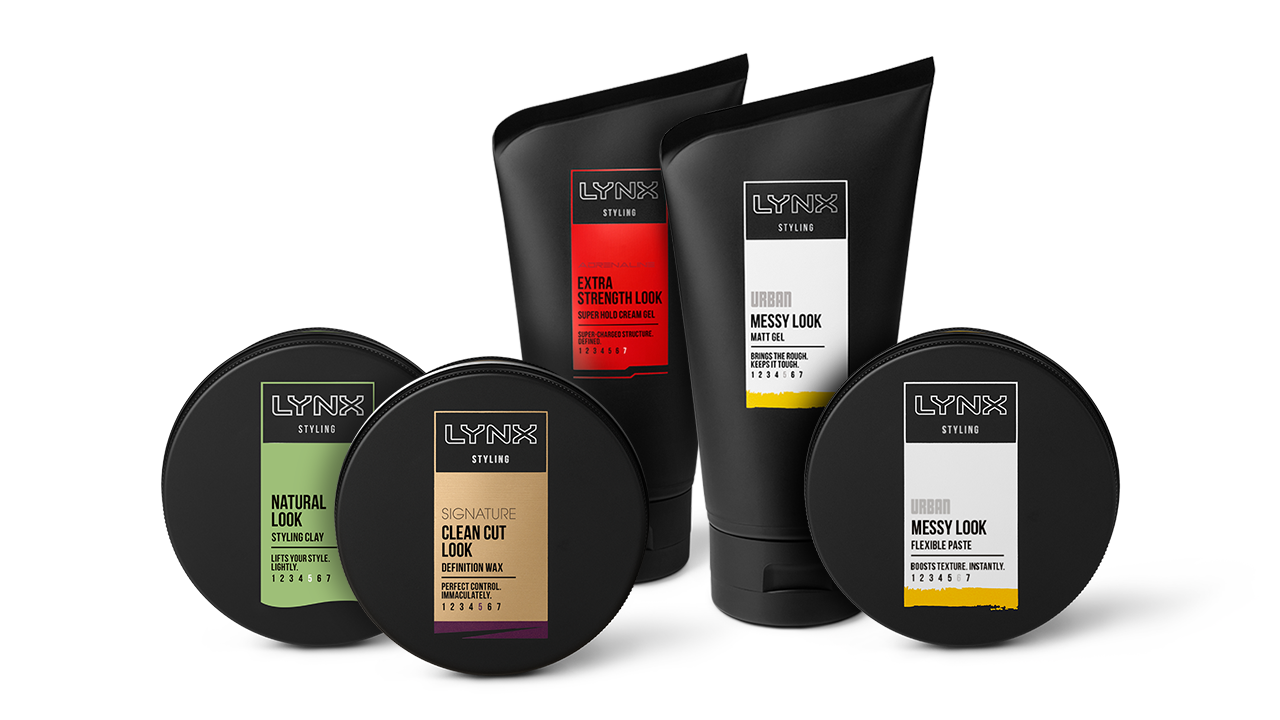 LYNX
STYLING
EXTRA
STRENGTH LOOK
SUPER HOLD CREAM GEL
SUPER-CHARGED STRUCTURE.
DEFINED.
1 2 3 4 5 6 7
LYNX
STYLING
URBAN
MESSY LOOK
MATT GEL
BRINGS THE ROUGH.
KEEPS IT TOUGH.
1 2 3 4 5 6 7
LYNX
STYLING
NATURAL
LOOK
STYLING CLAY
LIFTS YOUR STYLE.
LIGHTLY.
1 2 3 4 5 6 7
LYNX
STYLING
SIGNATURE
CLEAN CUT
LOOK
DEFINITION WAX
PERFECT CONTROL.
IMMACULATELY.
1 2 3 4 5 6 7
LYNX
STYLING
URBAN
MESSY LOOK
FLEXIBLE PASTE
BOOSTS TEXTURE. INSTANTLY.
1 2 3 4 5 6 7